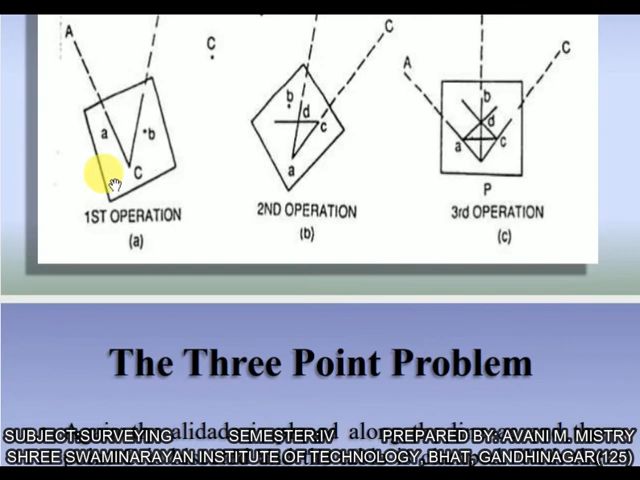 A
C
C
A
C
b
b
d
a
b
d
c
a
c
C
a
P
1ST OPERATION
2ND OPERATION
3rd OPERATION
(a)
(b)
(c)
The Three Point Problem
alidad
SUBJECT:SURVEYING SEMESTER:IV PREPARED BY: AVANI M. MISTRY
SHREE SWAMINARAYAN INSTITUTE OF TECHNOLOGY, BHAT, GANDHINAGAR(125)